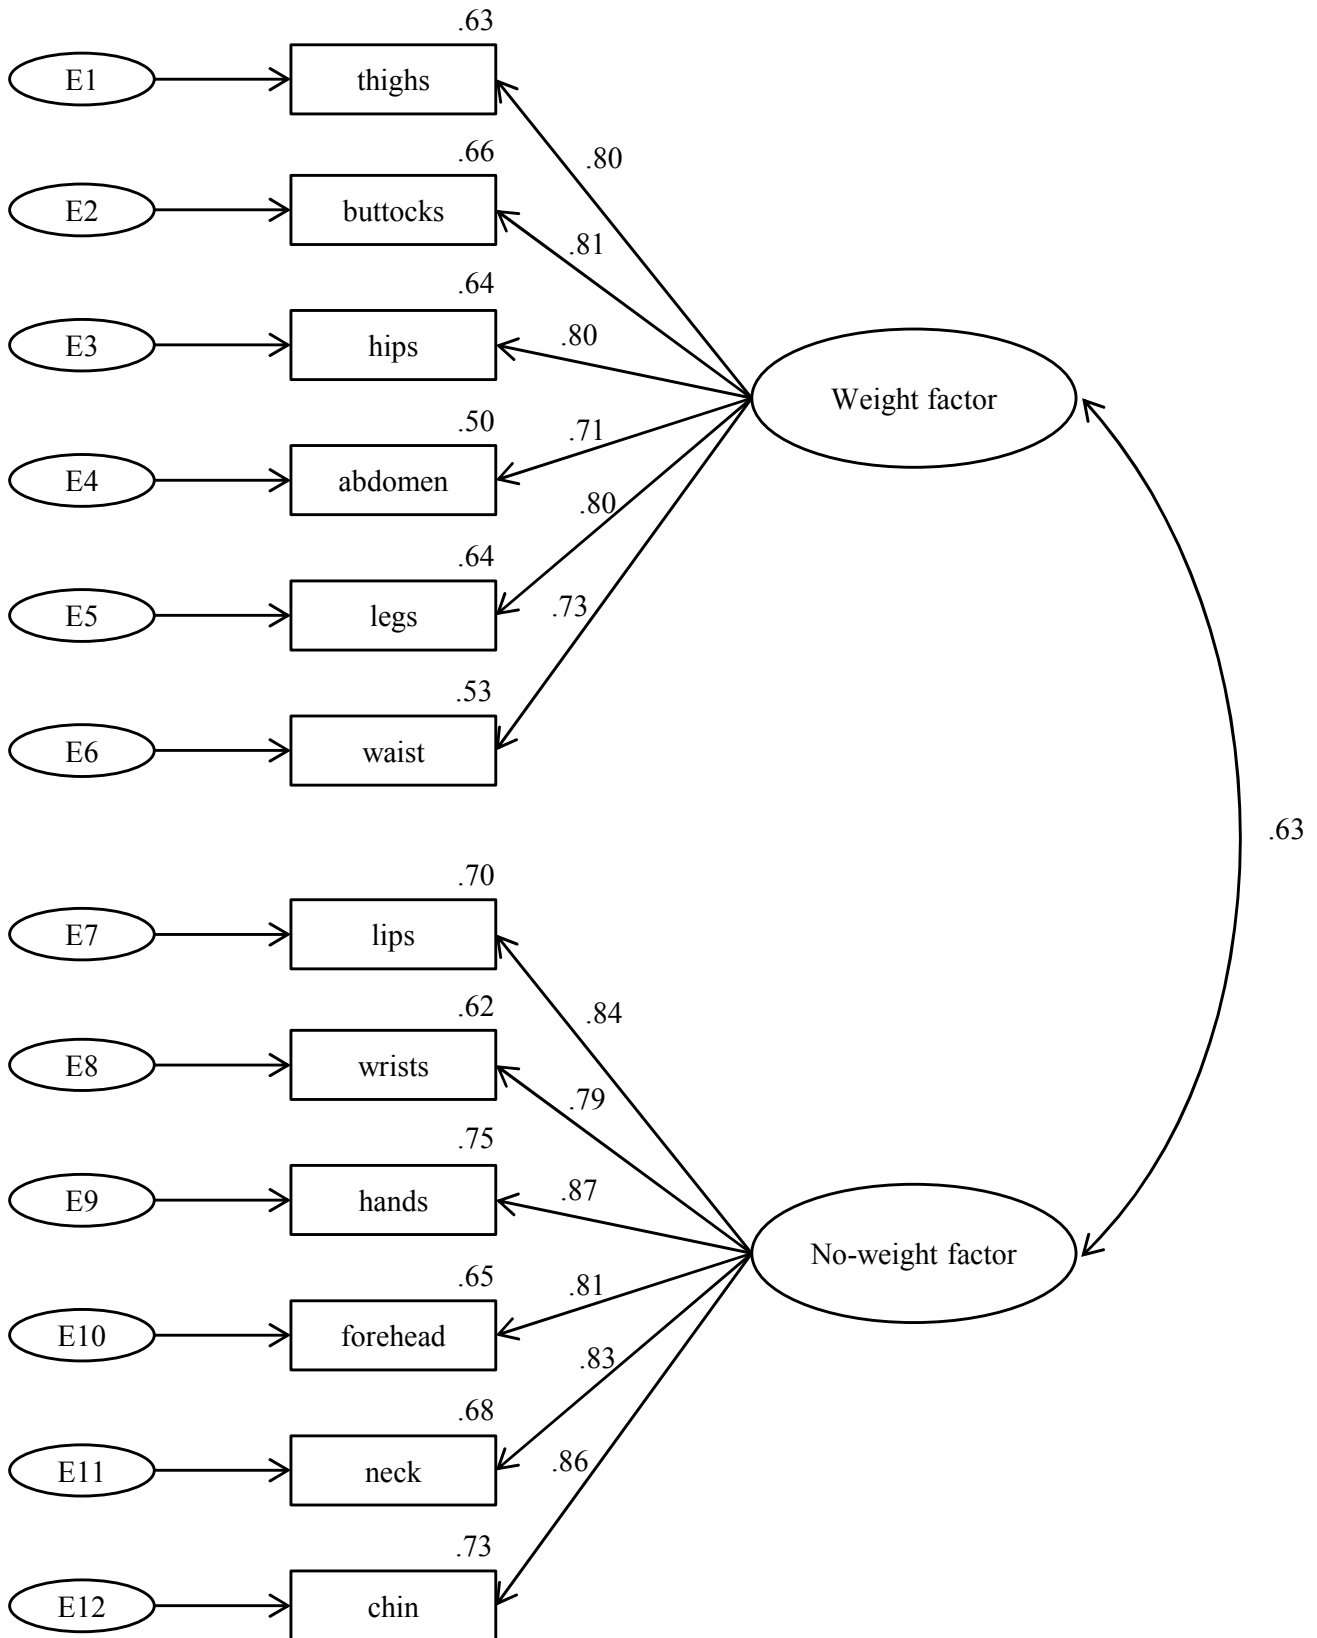 .63
E1 thighs
.80
.66
E2 buttocks
.81
.64
E3 hips
.80
Weight factor
.50
E4 abdomen
.71
.80
.64
E5 legs
.73
.53
E6 waist
.63
.70
E7 lips
.84
.62
E8 wrists
.79
.75
E9 hands
.87
No-weight factor
.65
E10 forehead
.81
.83
.68
E11 neck
.86
.73
E12 chin